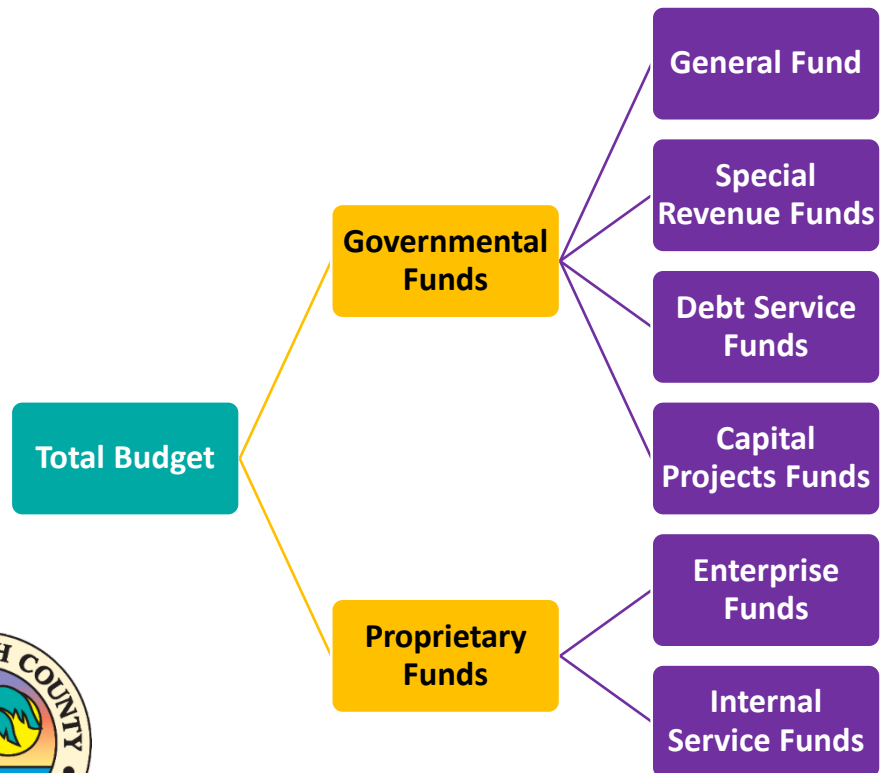 General Fund
Special
Revenue Funds
Governmental
Funds
Debt Service
Funds
Total Budget
Capital
Projects Funds
Enterprise
Funds
Proprietary
Funds
Internal
Service Funds
COUNTY